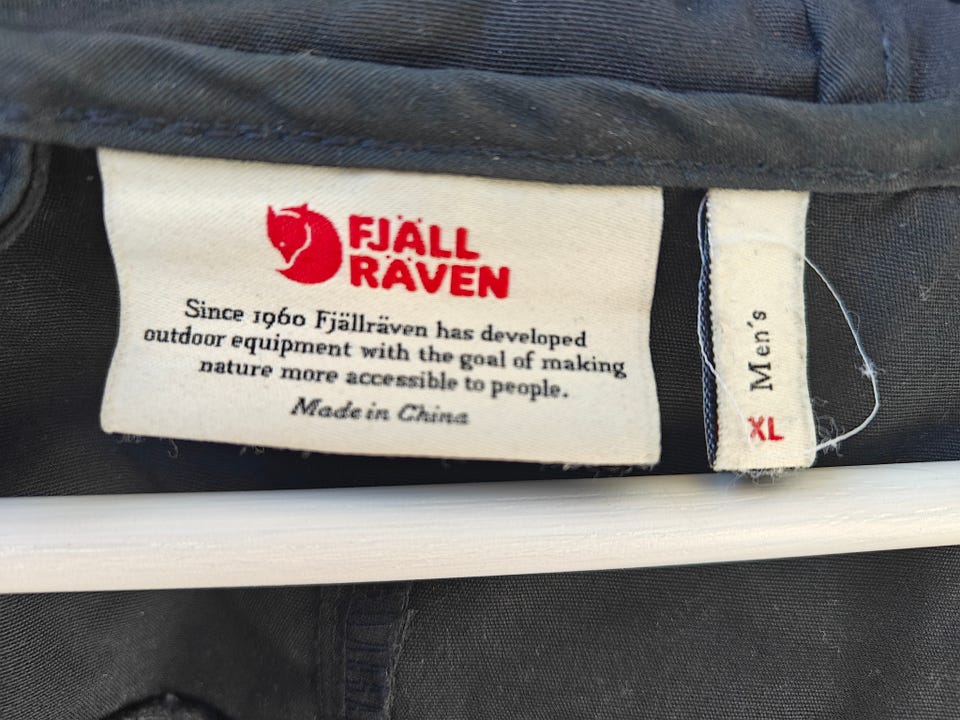 FJÄLL
RÄVEN
Since 1960 Fjällräven has developed
outdoor equipment with the goal of making
nature more accessible to people.
Made in China
Men's
XL